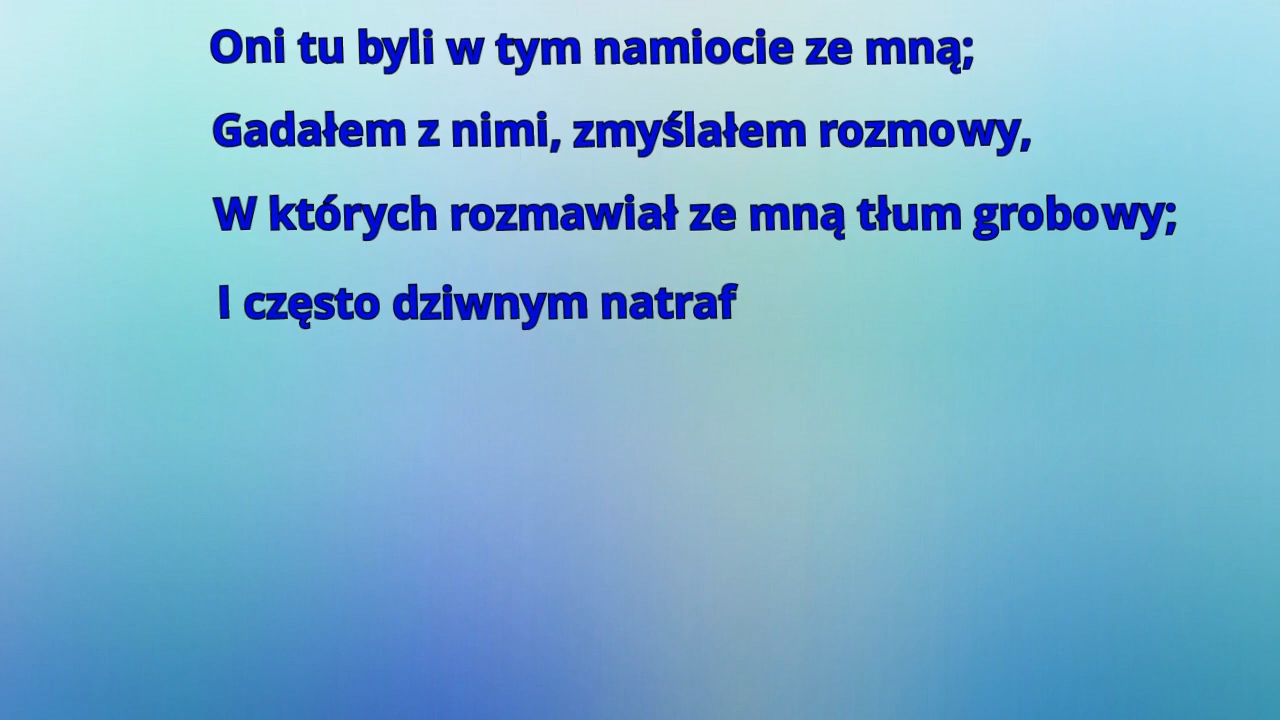 Oni tu byli w tym namiocie ze mną;
Gadałem z nimi, zmyślałem rozmowy,
W których rozmawiał ze mną tłum grobowy;
I często dziwnym natraf